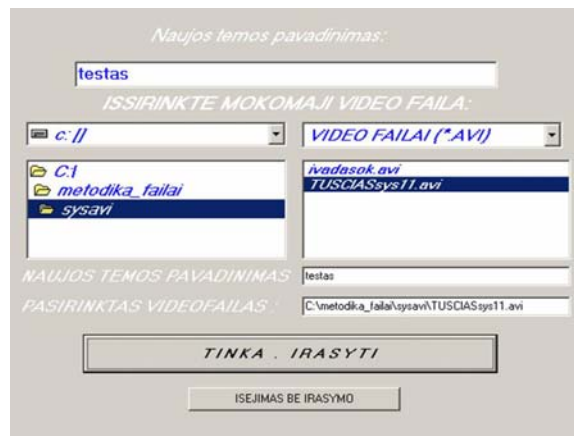 Naujos temos pavadinimas:
testas
ISSIRINKTE MOKOMAJI VIDEO FAILA:
c: []
VIDEO FAILAI (*.AVI)
C:\
metodika_failai
sysavi
ivadasok.avi
TUSCIASsys11.avi
NAUJOS TEMOS PAVADINIMAS
testas
PASIRINKTAS VIDEOFAILAS :
C:\metodika_failai\sysavi\TUSCIASsys11.avi
TINKA . IRASYTI
ISEJIMAS BE IRASYMO